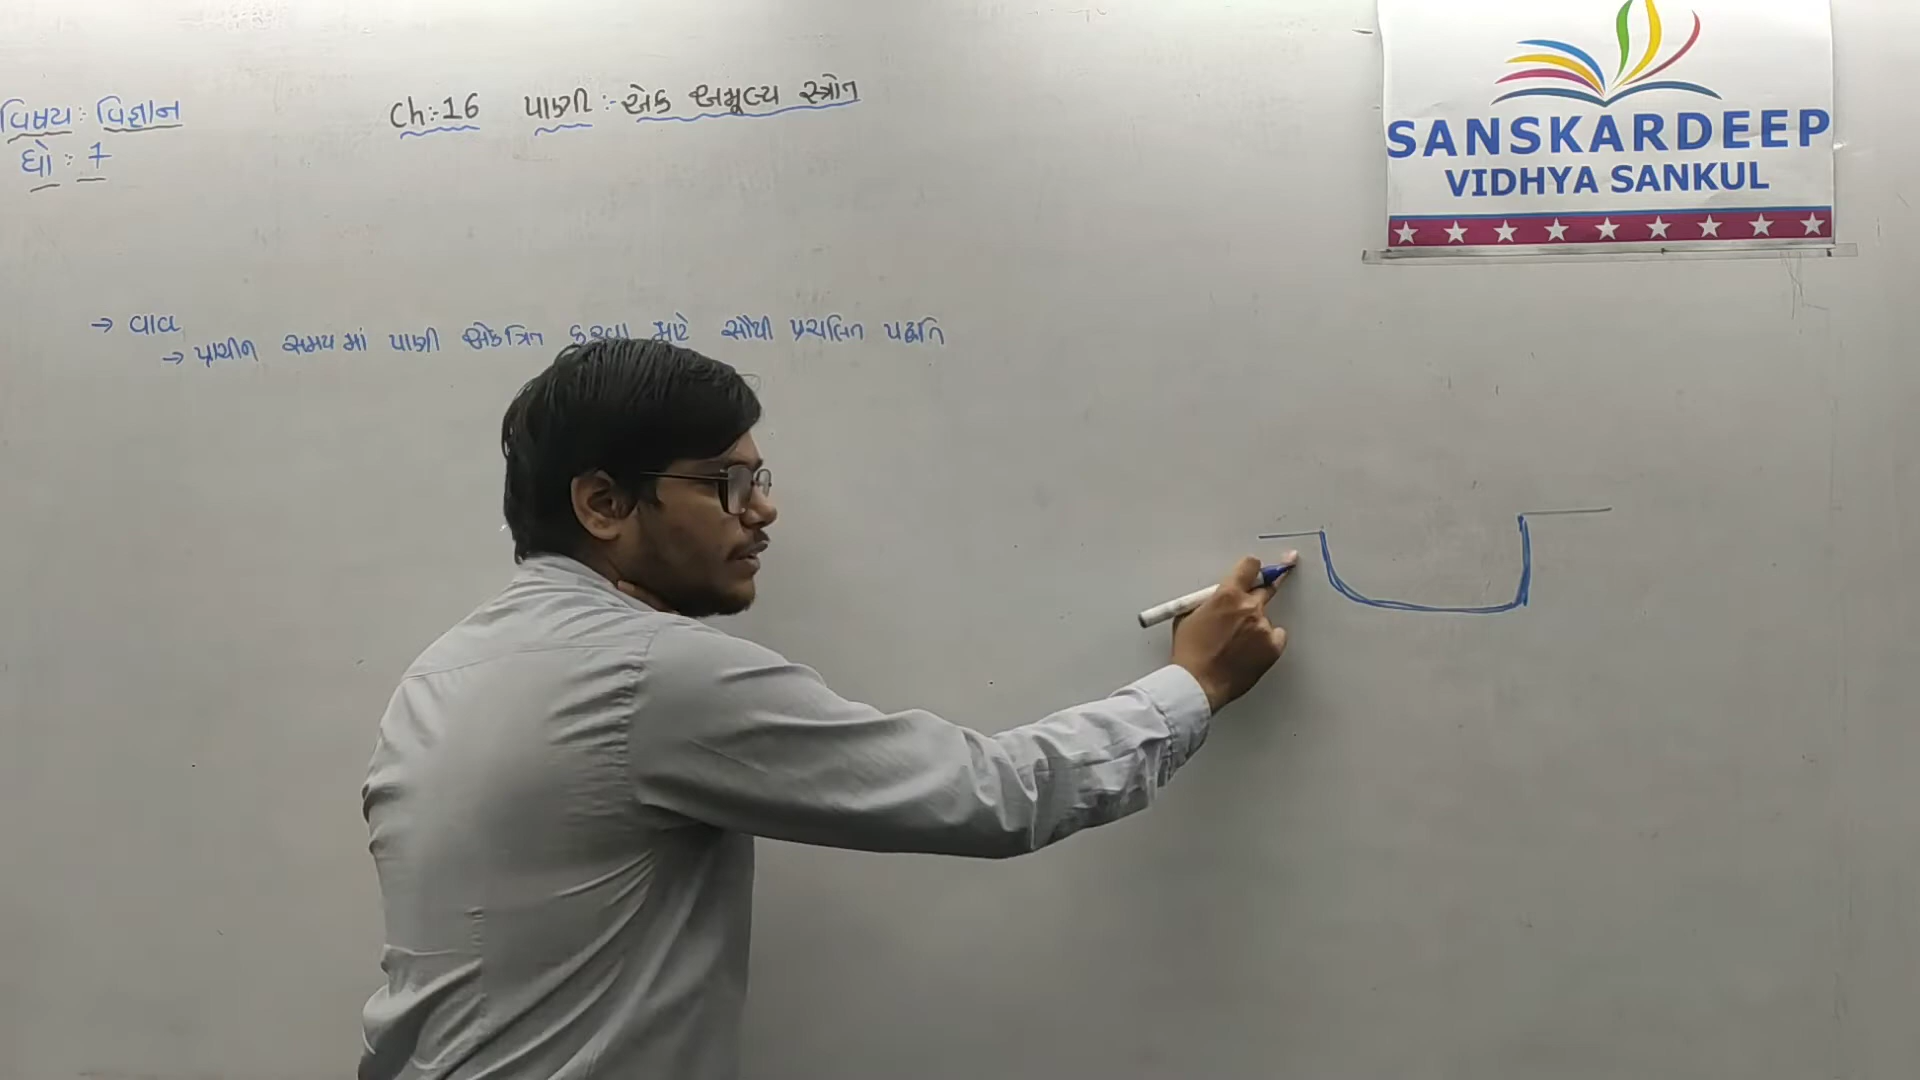 વિષય : વિજ્ઞાન
ધો : 7
Ch:16 પાણી :- એક અમૂલ્ય સ્ત્રોત
SANSKARDEEP
VIDHYA SANKUL
→ વાવ
→ પ્રાચીન સમયમાં પાણી એકત્રિત કરવા માટે સૌથી પ્રચલિત પદ્ધતિ